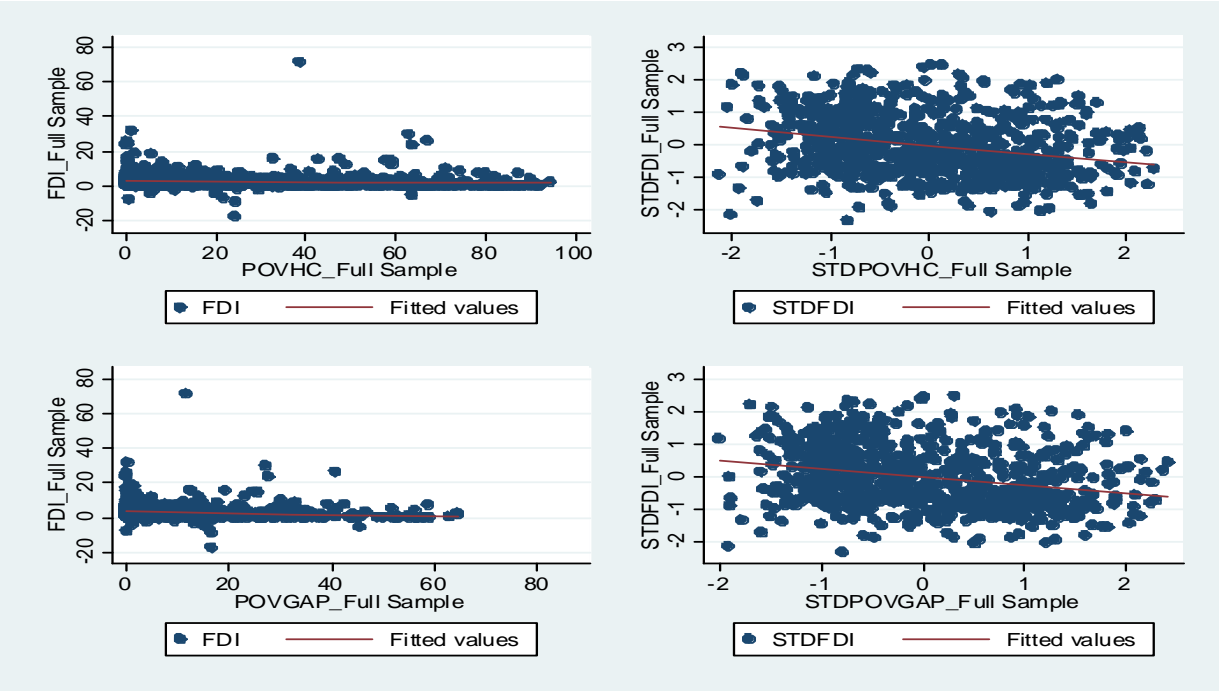 FDI_Full Sample
80
60
40
20
0
-20
0 20 40 60 80 100
POVHC_Full Sample
FDI Fitted values
STDFDI_Full Sample
3
2
1
0
-1
-2
-2 -1 0 1 2
STDPOVHC_Full Sample
STDFDI Fitted values
FDI_Full Sample
80
60
40
20
0
-20
0 20 40 60 80
POVGAP_Full Sample
FDI Fitted values
STDFDI_Full Sample
3
2
1
0
-1
-2
-2 -1 0 1 2
STDPOVGAP_Full Sample
STDFDI Fitted values